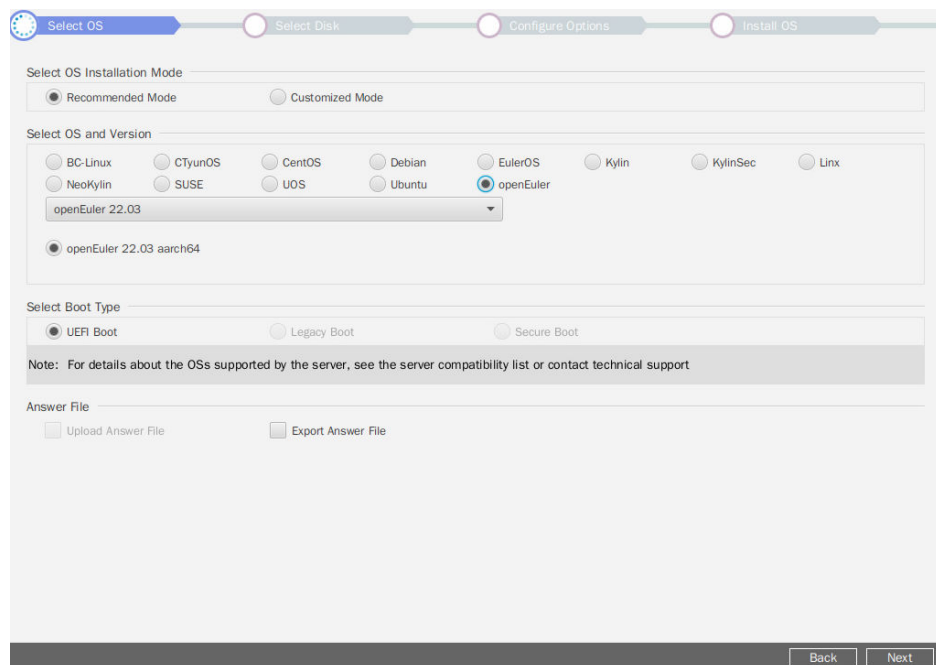 Select OS Select Disk Configure Options Install OS
Select OS Installation Mode
Recommended Mode Customized Mode
Select OS and Version
BC-Linux CTyunOS CentOS Debian EulerOS Kylin KylinSec Linx
NeoKylin SUSE UOS Ubuntu openEuler
openEuler 22.03
openEuler 22.03 aarch64
Select Boot Type
UEFI Boot Legacy Boot Secure Boot
Note: For details about the OSs supported by the server, see the server compatibility list or contact technical support
Answer File
Upload Answer File Export Answer File
Back Next